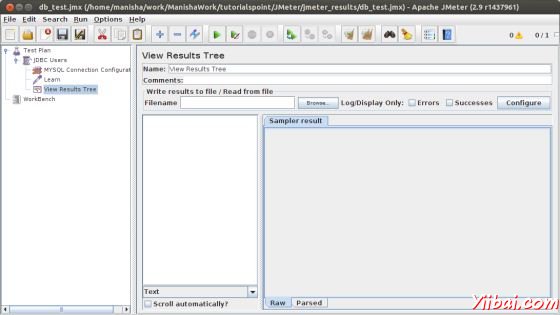 db_test.jmx (/home/manisha/work/ManishaWork/tutorialspoint/JMeter/jmeter_results/db_test.jmx) - Apache JMeter (2.9 r1437961)
File Edit Search Run Options Help
0 0 / 1
Test Plan
JDBC Users
MYSQL Connection Configurat
Learn
View Results Tree
WorkBench
View Results Tree
Name: View Results Tree
Comments:
Write results to file / Read from file
Filename Browse... Log/Display Only: Errors Successes Configure
Sampler result
Text
Scroll automatically?
Raw Parsed
Yiibai.com